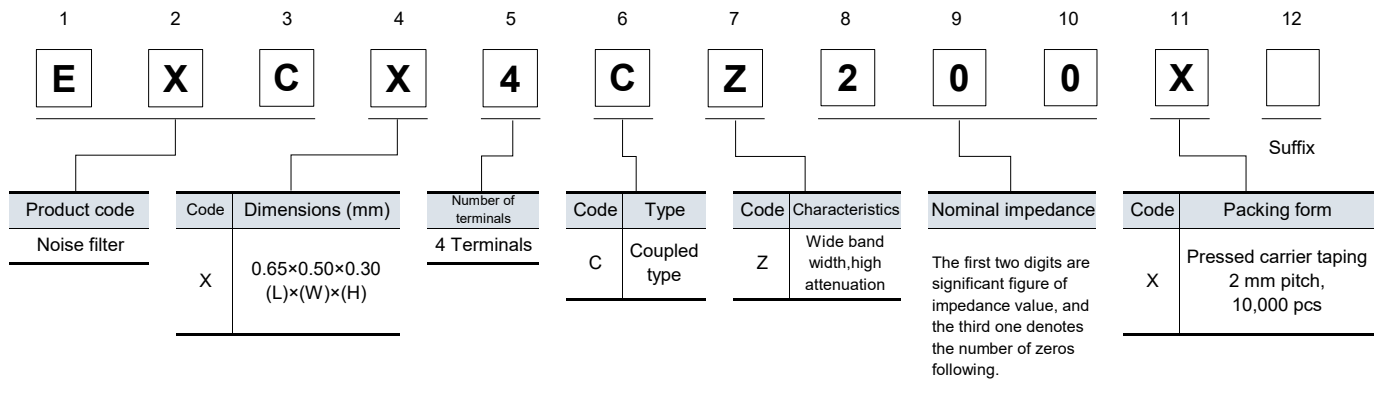 1 2 3 4 5 6 7 8 9 10 11 12
E X C X 4 C Z 2 0 0 X
Suffix
Product code
Noise filter
Code Dimensions (mm)
X
0.65×0.50×0.30
(L)×(W)×(H)
Number of
terminals
4 Terminals
Code Type
C
Coupled
type
Code Characteristics
Z
Wide band
width,high
attenuation
Nominal impedance
The first two digits are
significant figure of
impedance value, and
the third one denotes
the number of zeros
following.
Code Packing form
X
Pressed carrier taping
2 mm pitch,
10,000 pcs